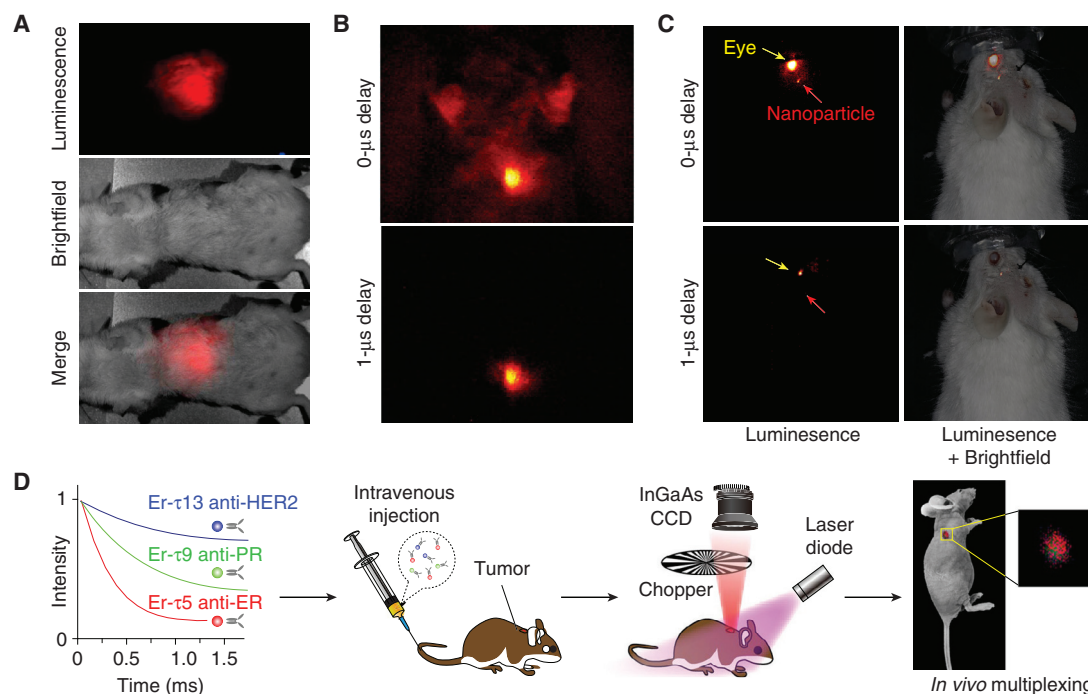 A
Luminescence
Brightfield
Merge
B
0-μs delay
1-μs delay
C
0-μs delay
1-μs delay
Eye
Nanoparticle
Luminesence
Luminesence
+ Brightfield
D
Intensity
1
0
Er-τ13 anti-HER2
Er-τ9 anti-PR
Er-τ5 anti-ER
0 0.5 1.0 1.5
Time (ms)
Intravenous
injection
Tumor
InGaAs
CCD
Chopper
Laser
diode
In vivo multiplexing